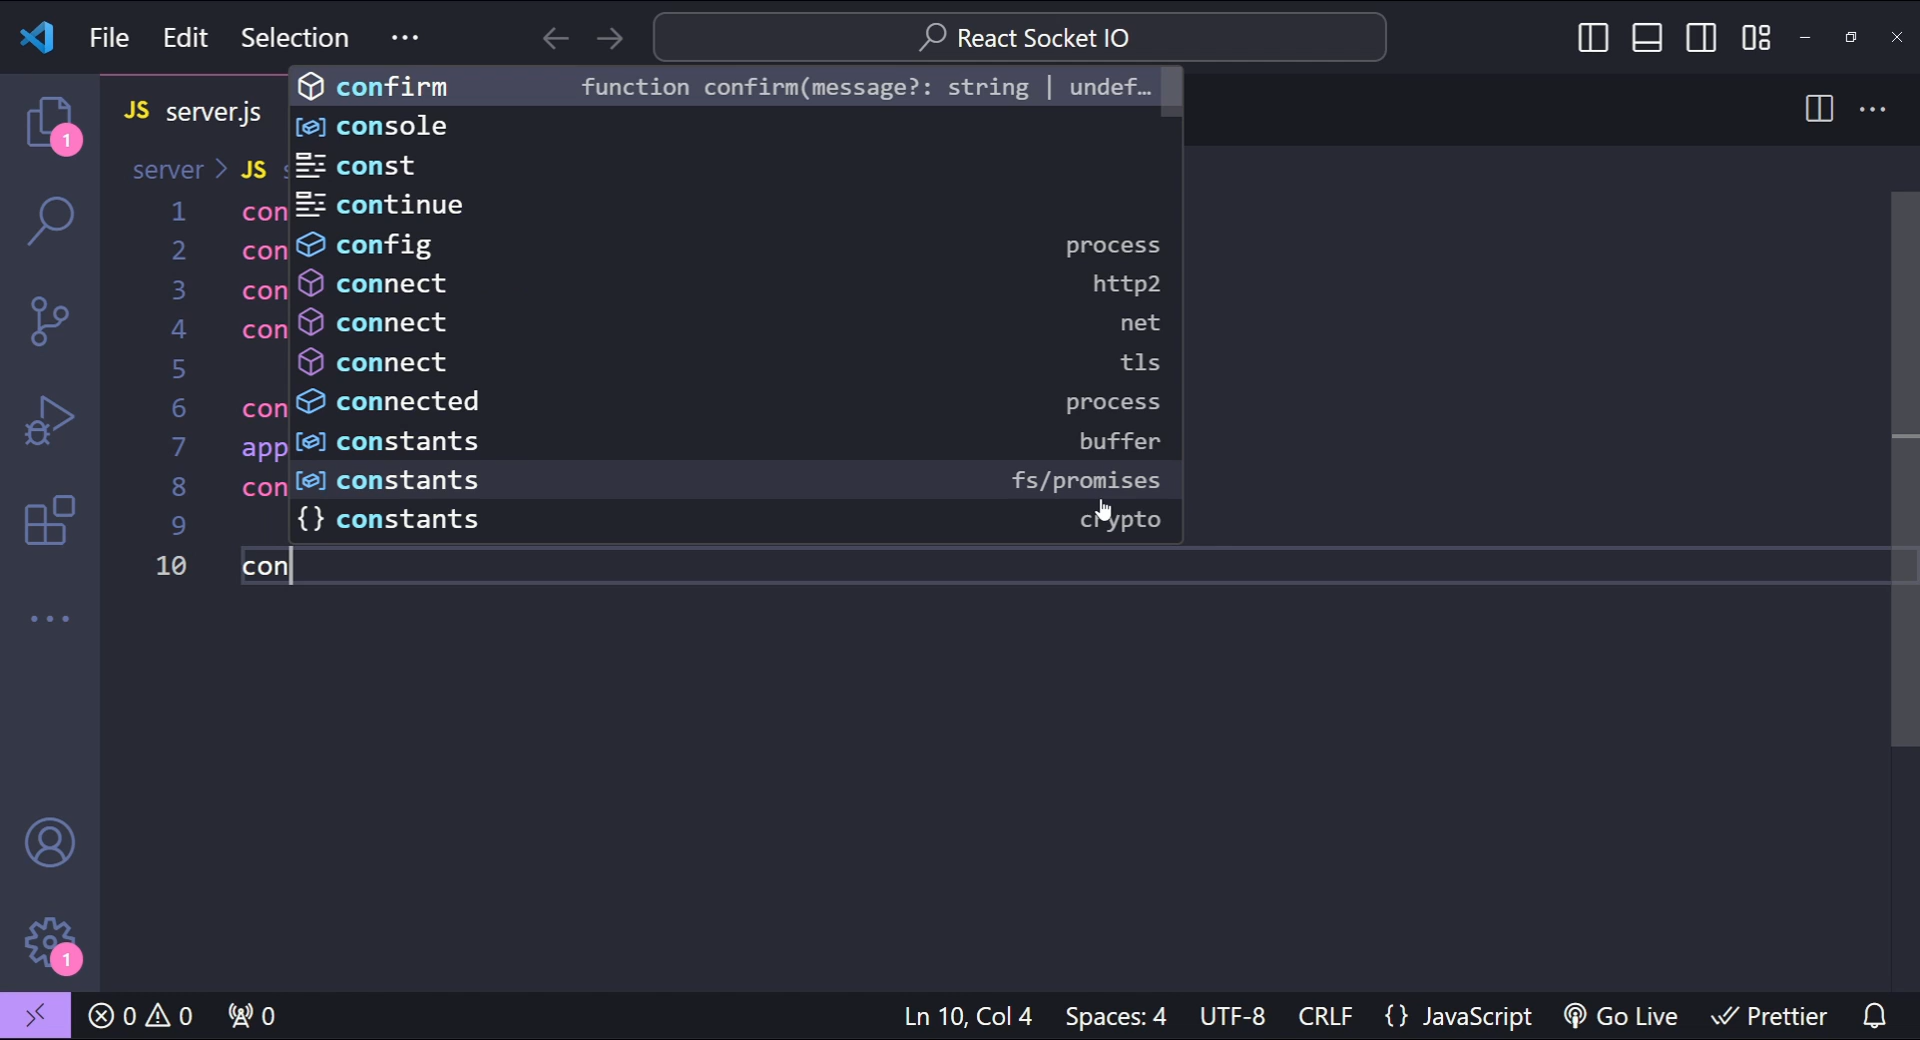 File Edit Selection ··· React Socket IO
JS server.js
server > JS s
confirm function confirm(message?: string | undef…
console
const
continue
config process
connect http2
connect net
connect tls
connected process
constants buffer
constants fs/promises
{} constants crypto
1 con
2 con
3 con
4 con
5
6 con
7 app
8 con
9
10 con
1
1
0 0 0 Ln 10, Col 4 Spaces: 4 UTF-8 CRLF {} JavaScript Go Live Prettier